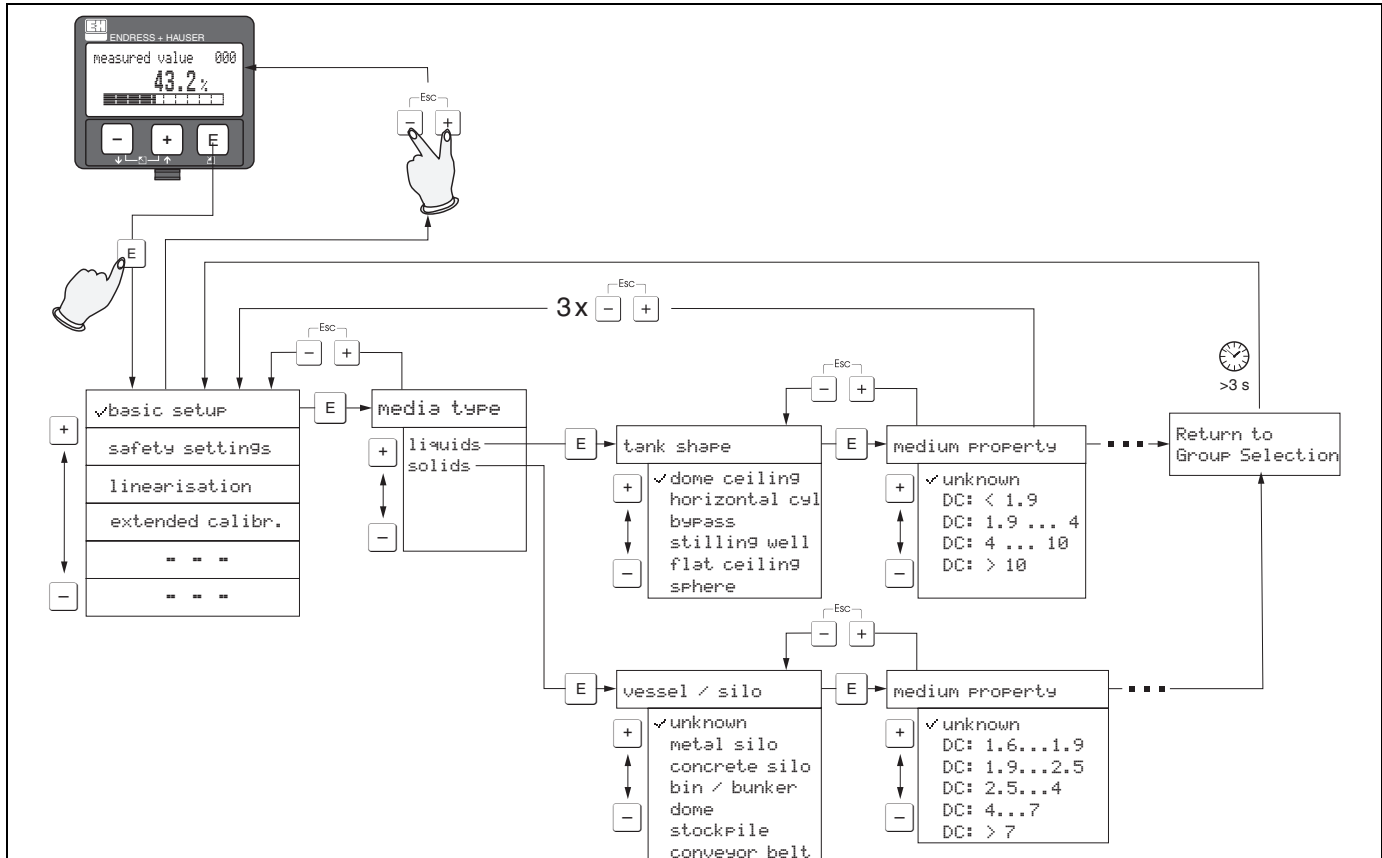 E+H
ENDRESS + HAUSER
measured value 000
43.2%
- + E
Esc
- +
E
3x - +
Esc
Esc
- +
>3 s
✓basic setup
safety settings
linearisation
extended calibr.
-- -- --
-- -- --
+
-
E
media type
liquids
solids
+
-
Esc
- +
E
tank shape
✓dome ceiling
horizontal cyl
bypass
stilling well
flat ceiling
sphere
+
-
E
medium property
✓unknown
DC: < 1.9
DC: 1.9 ... 4
DC: 4 ... 10
DC: > 10
+
-
Return to
Group Selection
Esc
- +
E
vessel / silo
✓unknown
metal silo
concrete silo
bin / bunker
dome
stockpile
conveyor belt
+
-
E
medium property
✓unknown
DC: 1.6...1.9
DC: 1.9...2.5
DC: 2.5...4
DC: 4...7
DC: > 7
+
-